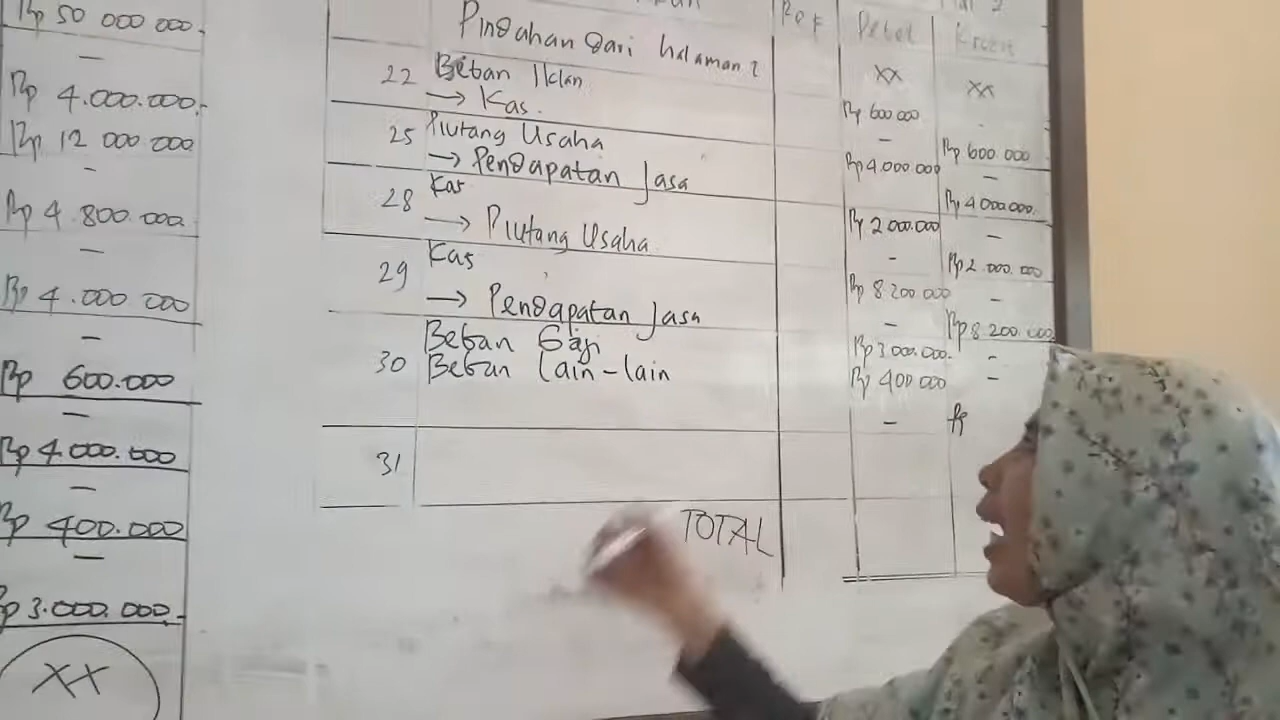 Rp 50 000 000,-
-
Rp 4.000.000,-
Rp 12 000 000
-
Rp 4.800.000
-
Rp 4.000 000
-
Rp 600.000
-
Rp 4.000.000
-
Rp 400.000
-
Rp 3.000.000,-
XX
Ref Debet Kredit
Pindahan dari halaman 2 XX XX
22 Beban Iklan Rp 600 000 -
→ Kas. - Rp 600.000
25 Piutang Usaha Rp 4.000.000 -
→ Pendapatan Jasa Rp 4 000.000.
28 Kas Rp 2 000.000 -
→ Piutang Usaha - Rp 2.000.000
29 Kas Rp 8.200.000 -
→ Pendapatan Jasa - Rp 8.200.000
30 Beban Gaji Rp 3.000.000- -
Beban lain-lain Rp 400 000 -
- Rp
31
TOTAL